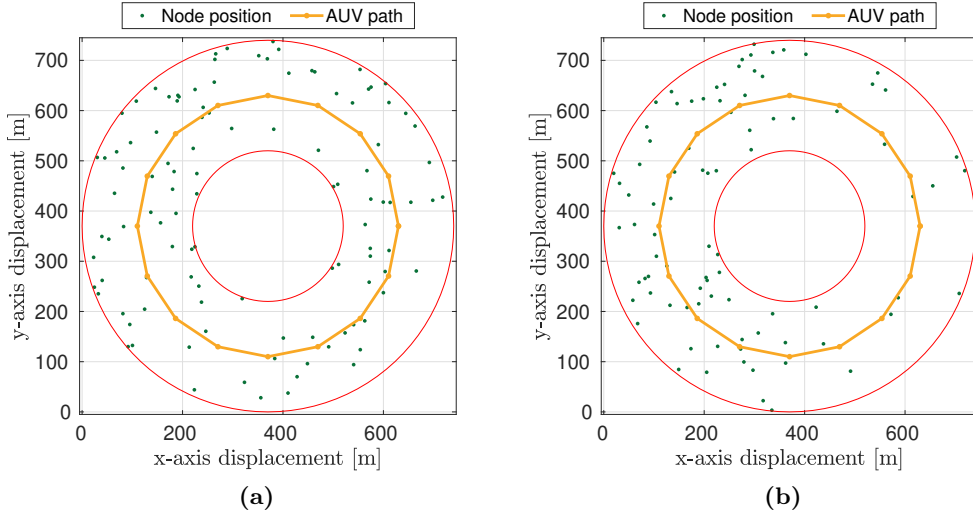 Node position AUV path
700
600
500
400
300
200
100
0
y-axis displacement [m]
0 200 400 600
x-axis displacement [m]
(a)
Node position AUV path
700
600
500
400
300
200
100
0
y-axis displacement [m]
0 200 400 600
x-axis displacement [m]
(b)